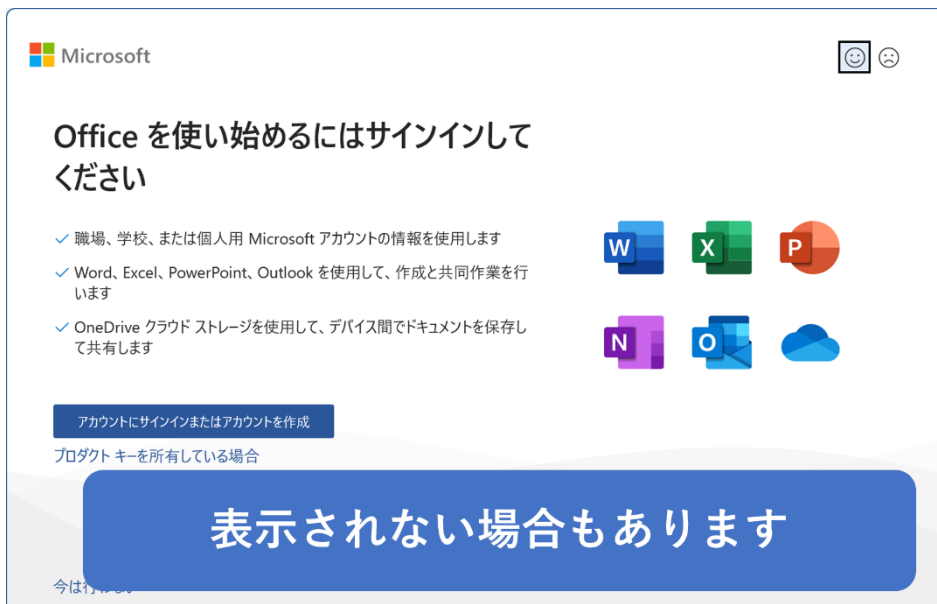 Microsoft
Office を使い始めるにはサインインして
ください
職場、学校、または個人用 Microsoft アカウントの情報を使用します
Word、Excel、PowerPoint、Outlook を使用して、作成と共同作業を行
います
OneDrive クラウド ストレージを使用して、デバイス間でドキュメントを保存し
て共有します
W
X
P
N
O
アカウントにサインインまたはアカウントを作成
プロダクト キーを所有している場合
表示されない場合もあります
今は行